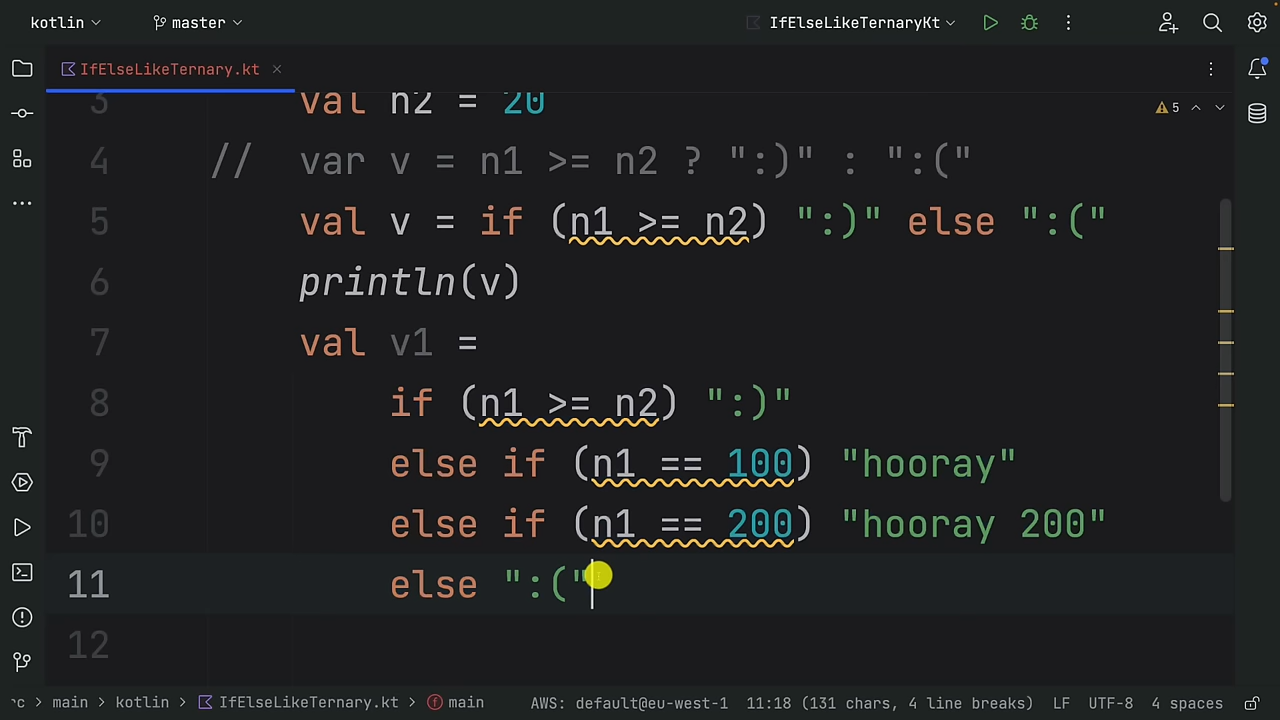 kotlin master IfElseLikeTernaryKt
IfElseLikeTernary.kt
3 val n2 = 20
5
4 // var v = n1 >= n2 ? ":)" : ":("
5 val v = if (n1 >= n2) ":)" else ":("
6 println(v)
7 val v1 =
8 if (n1 >= n2) ":)"
9 else if (n1 == 100) "hooray"
10 else if (n1 == 200) "hooray 200"
11 else ":("
12
rc > main > kotlin > IfElseLikeTernary.kt > main AWS: default@eu-west-1 11:18 (131 chars, 4 line breaks) LF UTF-8 4 spaces